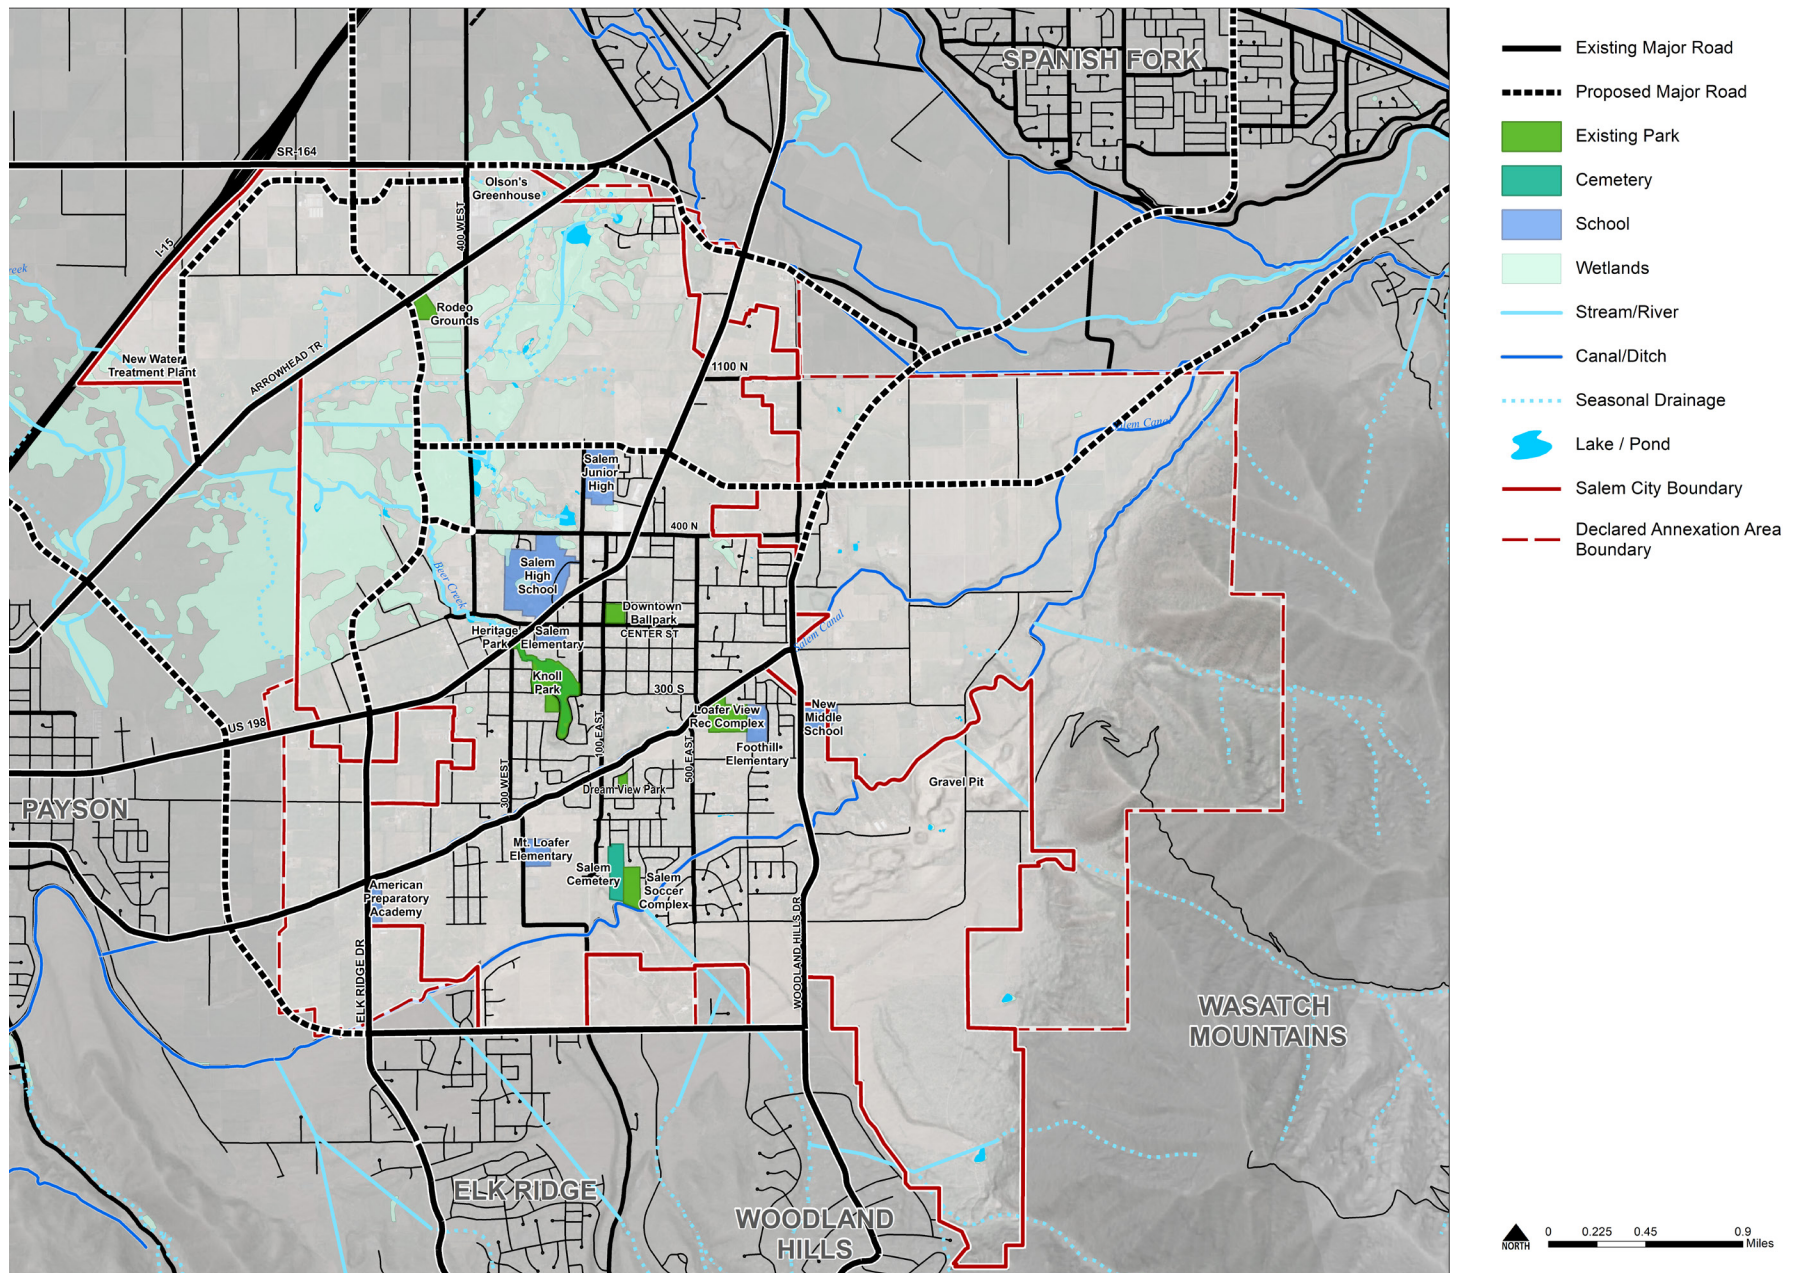 SPANISH FORK
SR-164
Olson's
Greenhouse
400 WEST
I-15
Rodeo
Grounds
New Water
Treatment Plant
ARROWHEAD TR
1100 N
Salem
Junior
High
400 N
Salem
High
School
Beer Creek
Downtown
Ballpark
CENTER ST
Heritage
Park
Salem
Elementary
Salem Canal
Knoll
Park
300 S
US 198
Loafer View
Rec Complex
New
Middle
School
Foothill
Elementary
100 EAST
500 EAST
300 WEST
Dream View Park
Gravel Pit
PAYSON
Mt. Loafer
Elementary
Salem
Cemetery
Salem
Soccer
Complex
American
Preparatory
Academy
ELK RIDGE DR
WOODLAND HILLS DR
WASATCH
MOUNTAINS
ELK RIDGE
WOODLAND
HILLS
Existing Major Road
Proposed Major Road
Existing Park
Cemetery
School
Wetlands
Stream/River
Canal/Ditch
Seasonal Drainage
Lake / Pond
Salem City Boundary
Declared Annexation Area
Boundary
NORTH
0 0.225 0.45 0.9
Miles